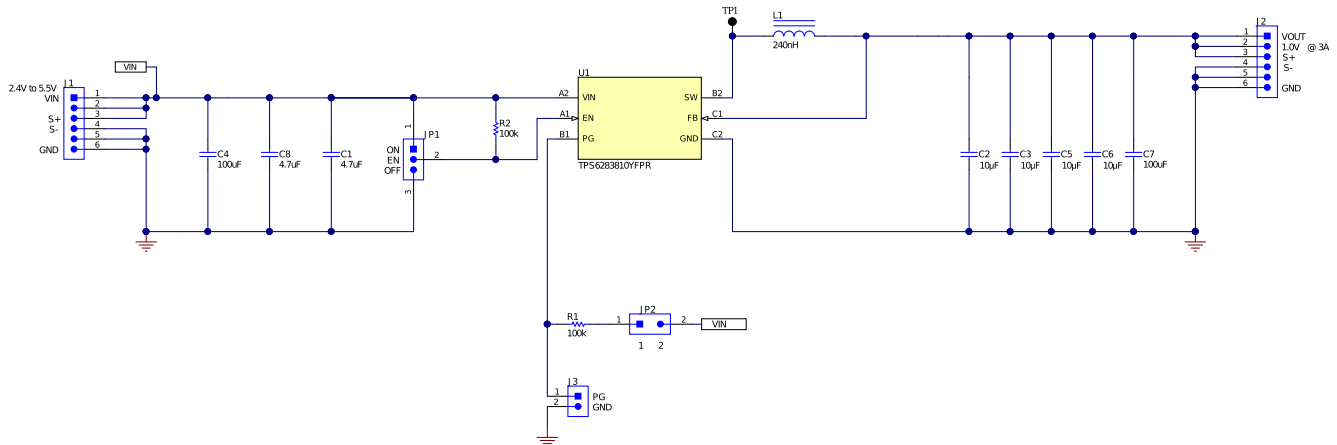 TP1
L1
240nH
J2
1 VOUT
2 1.0V @ 3A
3 S+
4 S-
5
6 GND
VIN
2.4V to 5.5V
J1
VIN 1
2
S+ 3
S- 4
5
GND 6
C4
100uF
C8
4.7uF
C1
4.7uF
1
JP1
ON
EN 2
OFF
3
R2
100k
U1
A2 VIN SW B2
A1 EN FB C1
B1 PG GND C2
TPS6283810YFPR
C2
10µF
C3
10µF
C5
10µF
C6
10µF
C7
100uF
R1
100k
JP2
1 2
1 2
VIN
J3
1 PG
2 GND